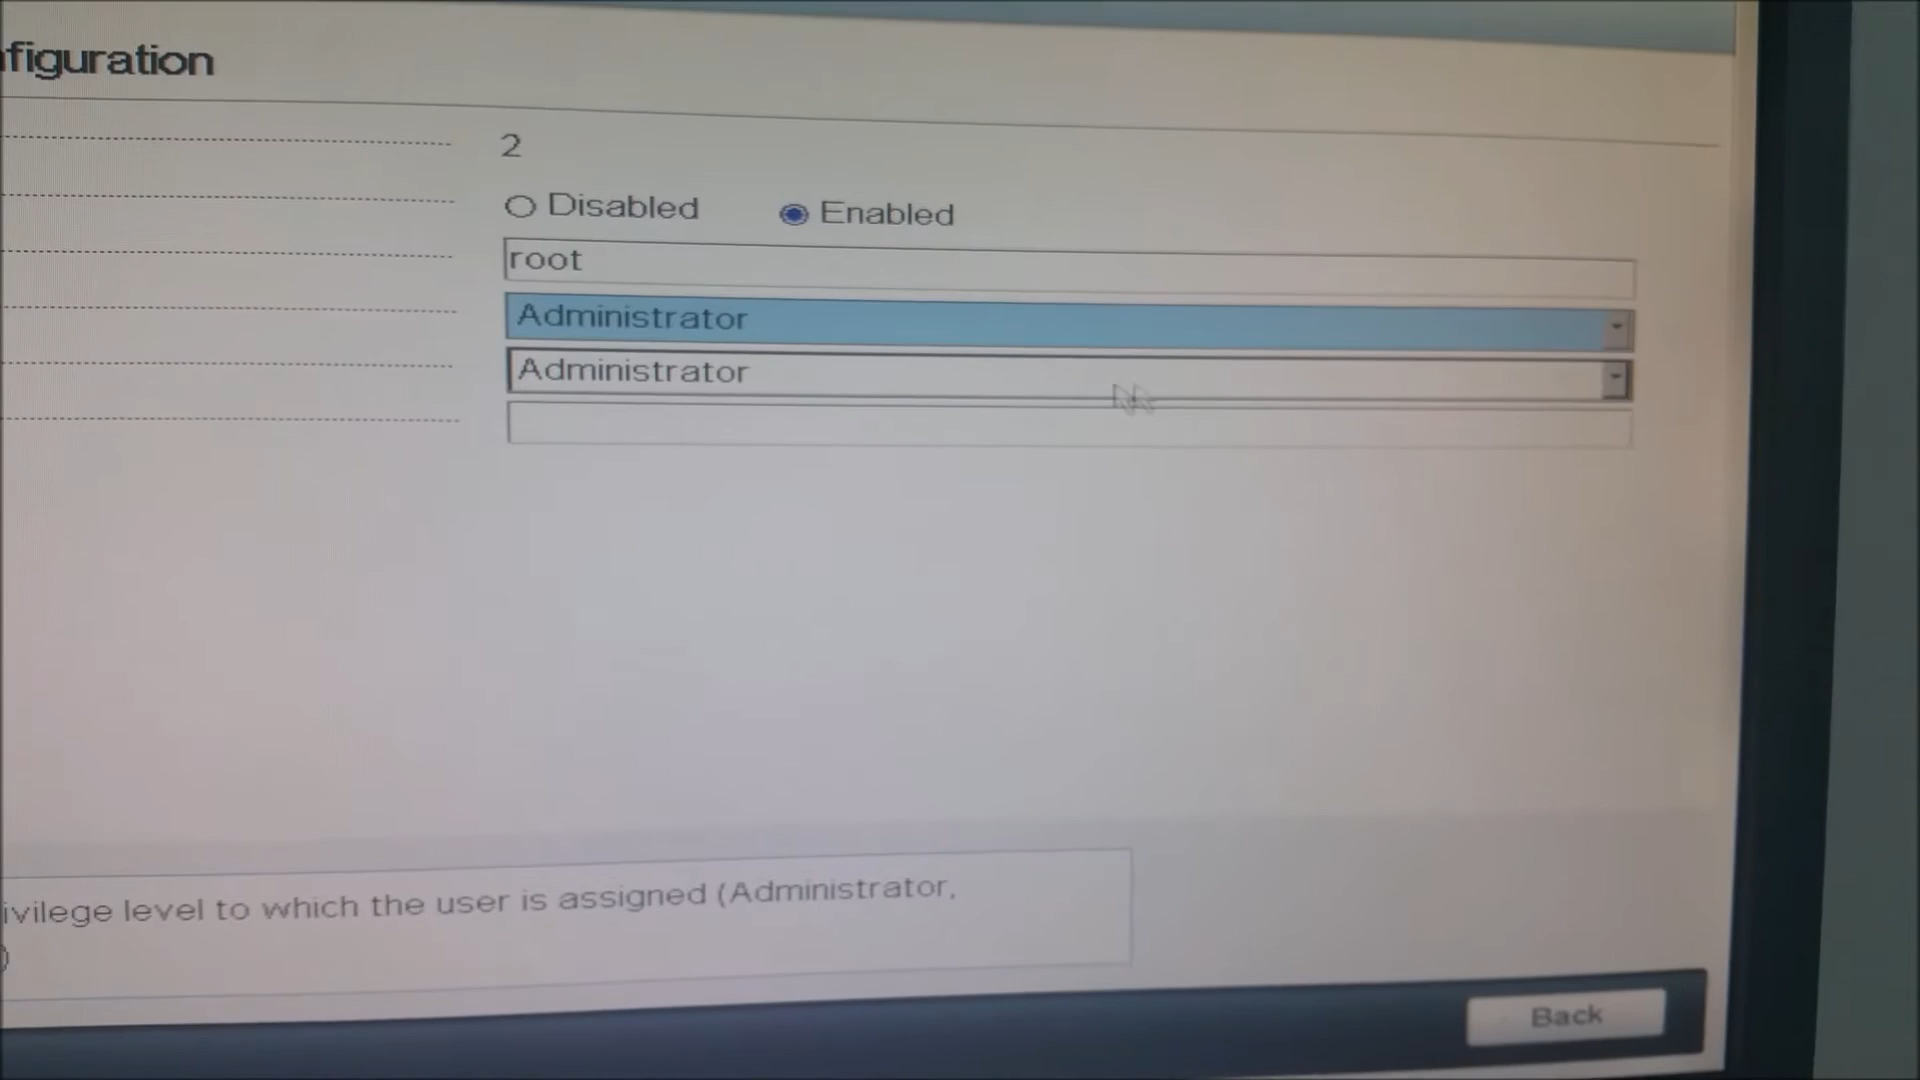 figuration
2
Disabled Enabled
root
Administrator
Administrator
ivilege level to which the user is assigned (Administrator,
)
Back